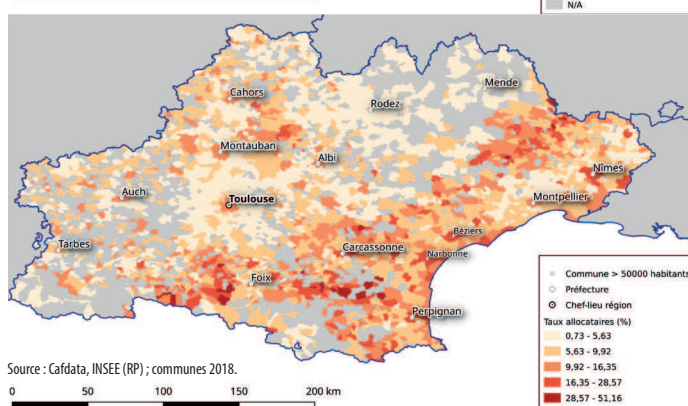 N/A
Mende
Cahors
Rodez
Montauban
Albi
Nîmes
Auch
Toulouse
Montpellier
Béziers
Tarbes
Carcassonne
Narbonne
Foix
Perpignan
Commune > 50000 habitants
Préfecture
Chef-lieu région
Taux allocataires (%)
0,73 - 5,63
5,63 - 9,92
9,92 - 16,35
16,35 - 28,57
28,57 - 51,16
Source : Cafdata, INSEE (RP) ; communes 2018.
0 50 100 150 200 km